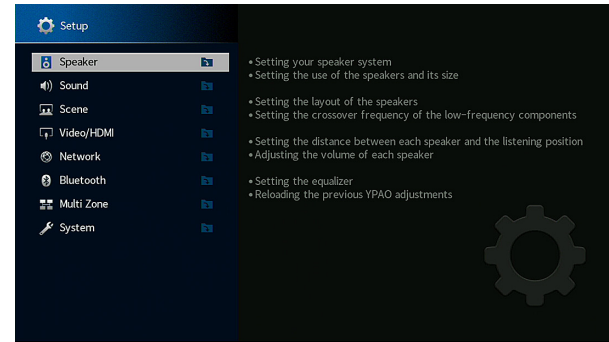 Setup
Speaker
Sound
Scene
Video/HDMI
Network
Bluetooth
Multi Zone
System
• Setting your speaker system
• Setting the use of the speakers and its size
• Setting the layout of the speakers
• Setting the crossover frequency of the low-frequency components
• Setting the distance between each speaker and the listening position
• Adjusting the volume of each speaker
• Setting the equalizer
• Reloading the previous YPAO adjustments